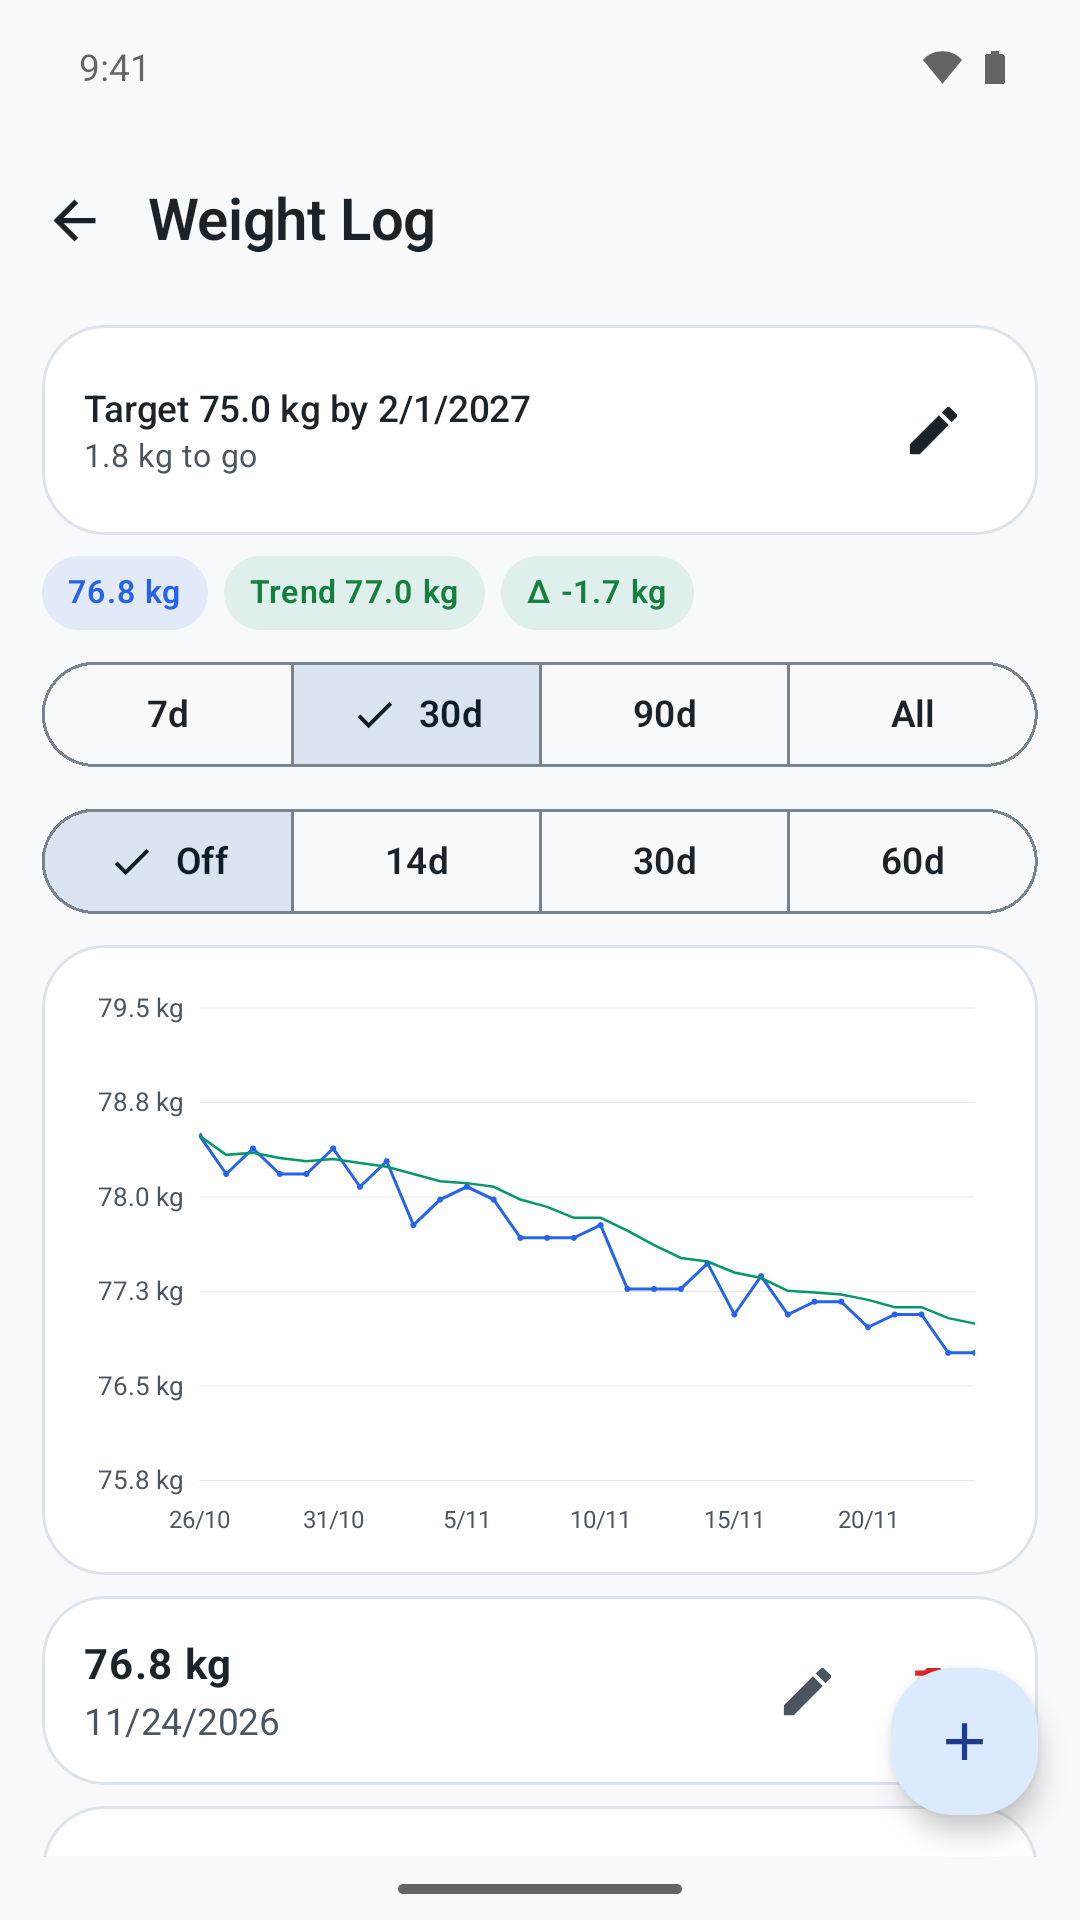 9:41
Weight Log
Target 75.0 kg by 2/1/2027
1.8 kg to go
76.8 kg
Trend 77.0 kg
Δ -1.7 kg
7d
30d
90d
All
Off
14d
30d
60d
79.5 kg
78.8 kg
78.0 kg
77.3 kg
76.5 kg
75.8 kg
26/10
31/10
5/11
10/11
15/11
20/11
76.8 kg
11/24/2026